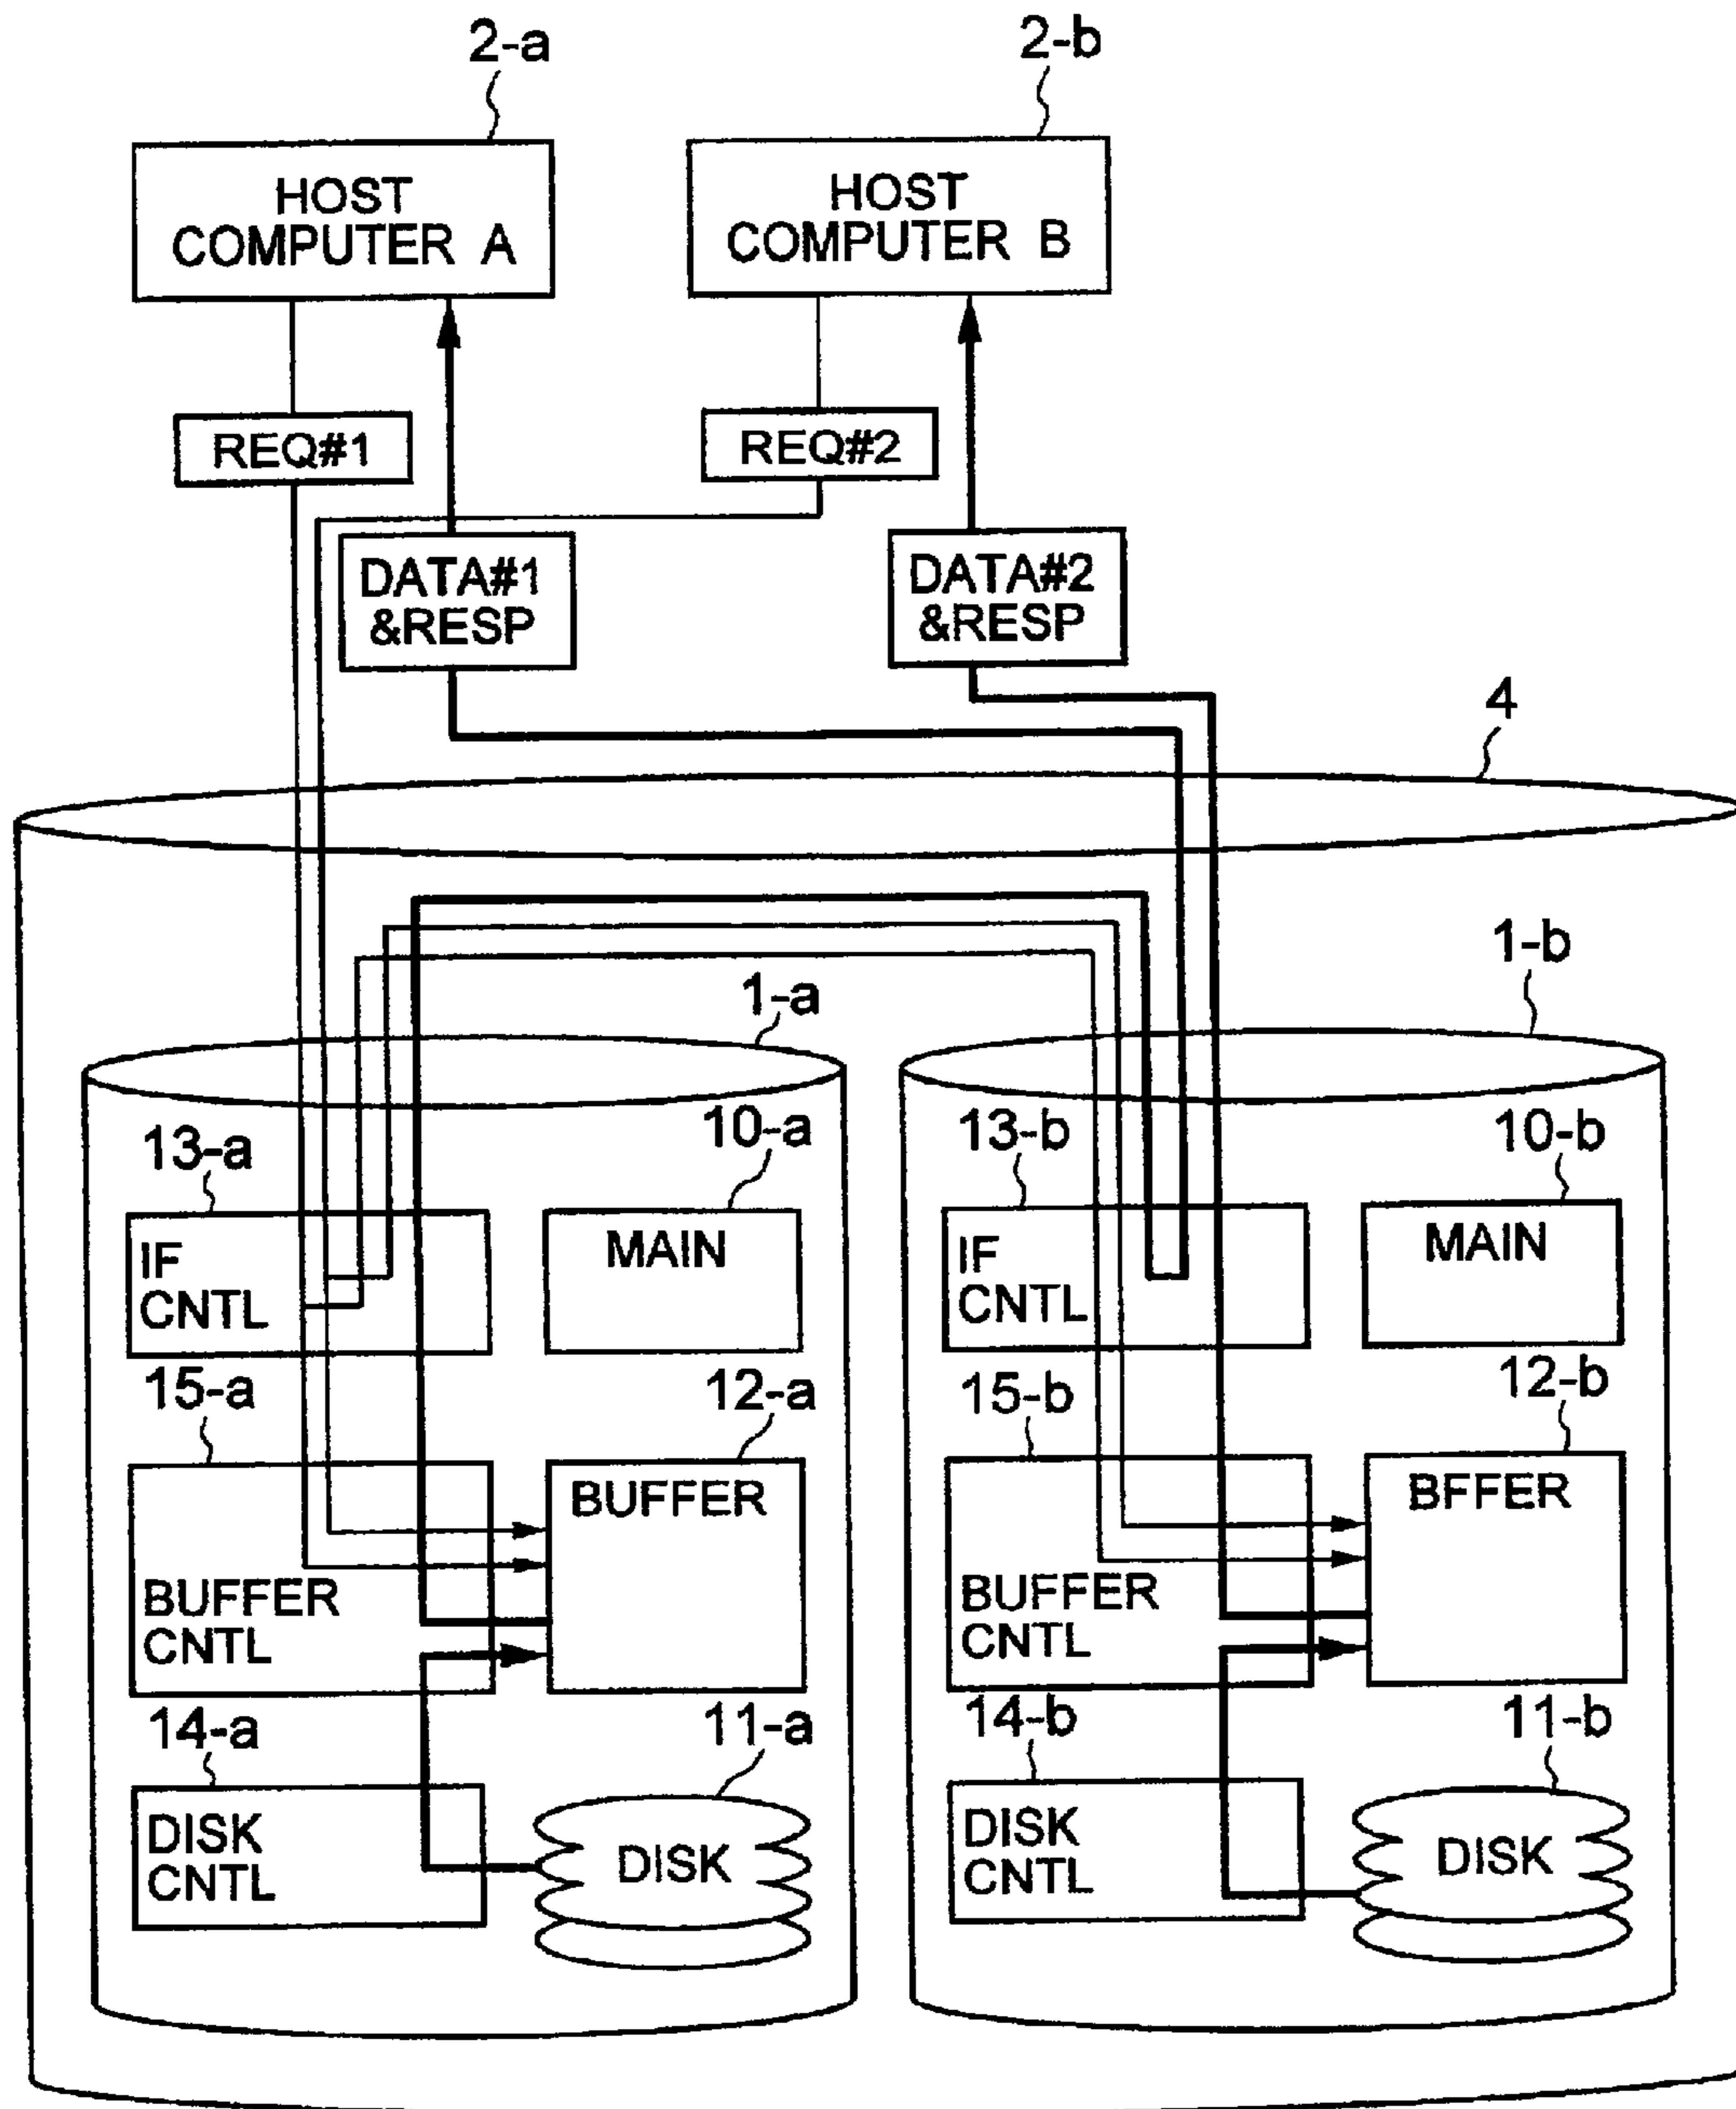 2-a
2-b
HOST
COMPUTER A
HOST
COMPUTER B
REQ#1
REQ#2
DATA#1
&RESP
DATA#2
&RESP
4
1-a
1-b
13-a
10-a
13-b
10-b
IF
CNTL
MAIN
IF
CNTL
MAIN
15-a
12-a
15-b
12-b
BUFFER
CNTL
BUFFER
BUFFER
CNTL
BFFER
14-a
11-a
14-b
11-b
DISK
CNTL
DISK
DISK
CNTL
DISK